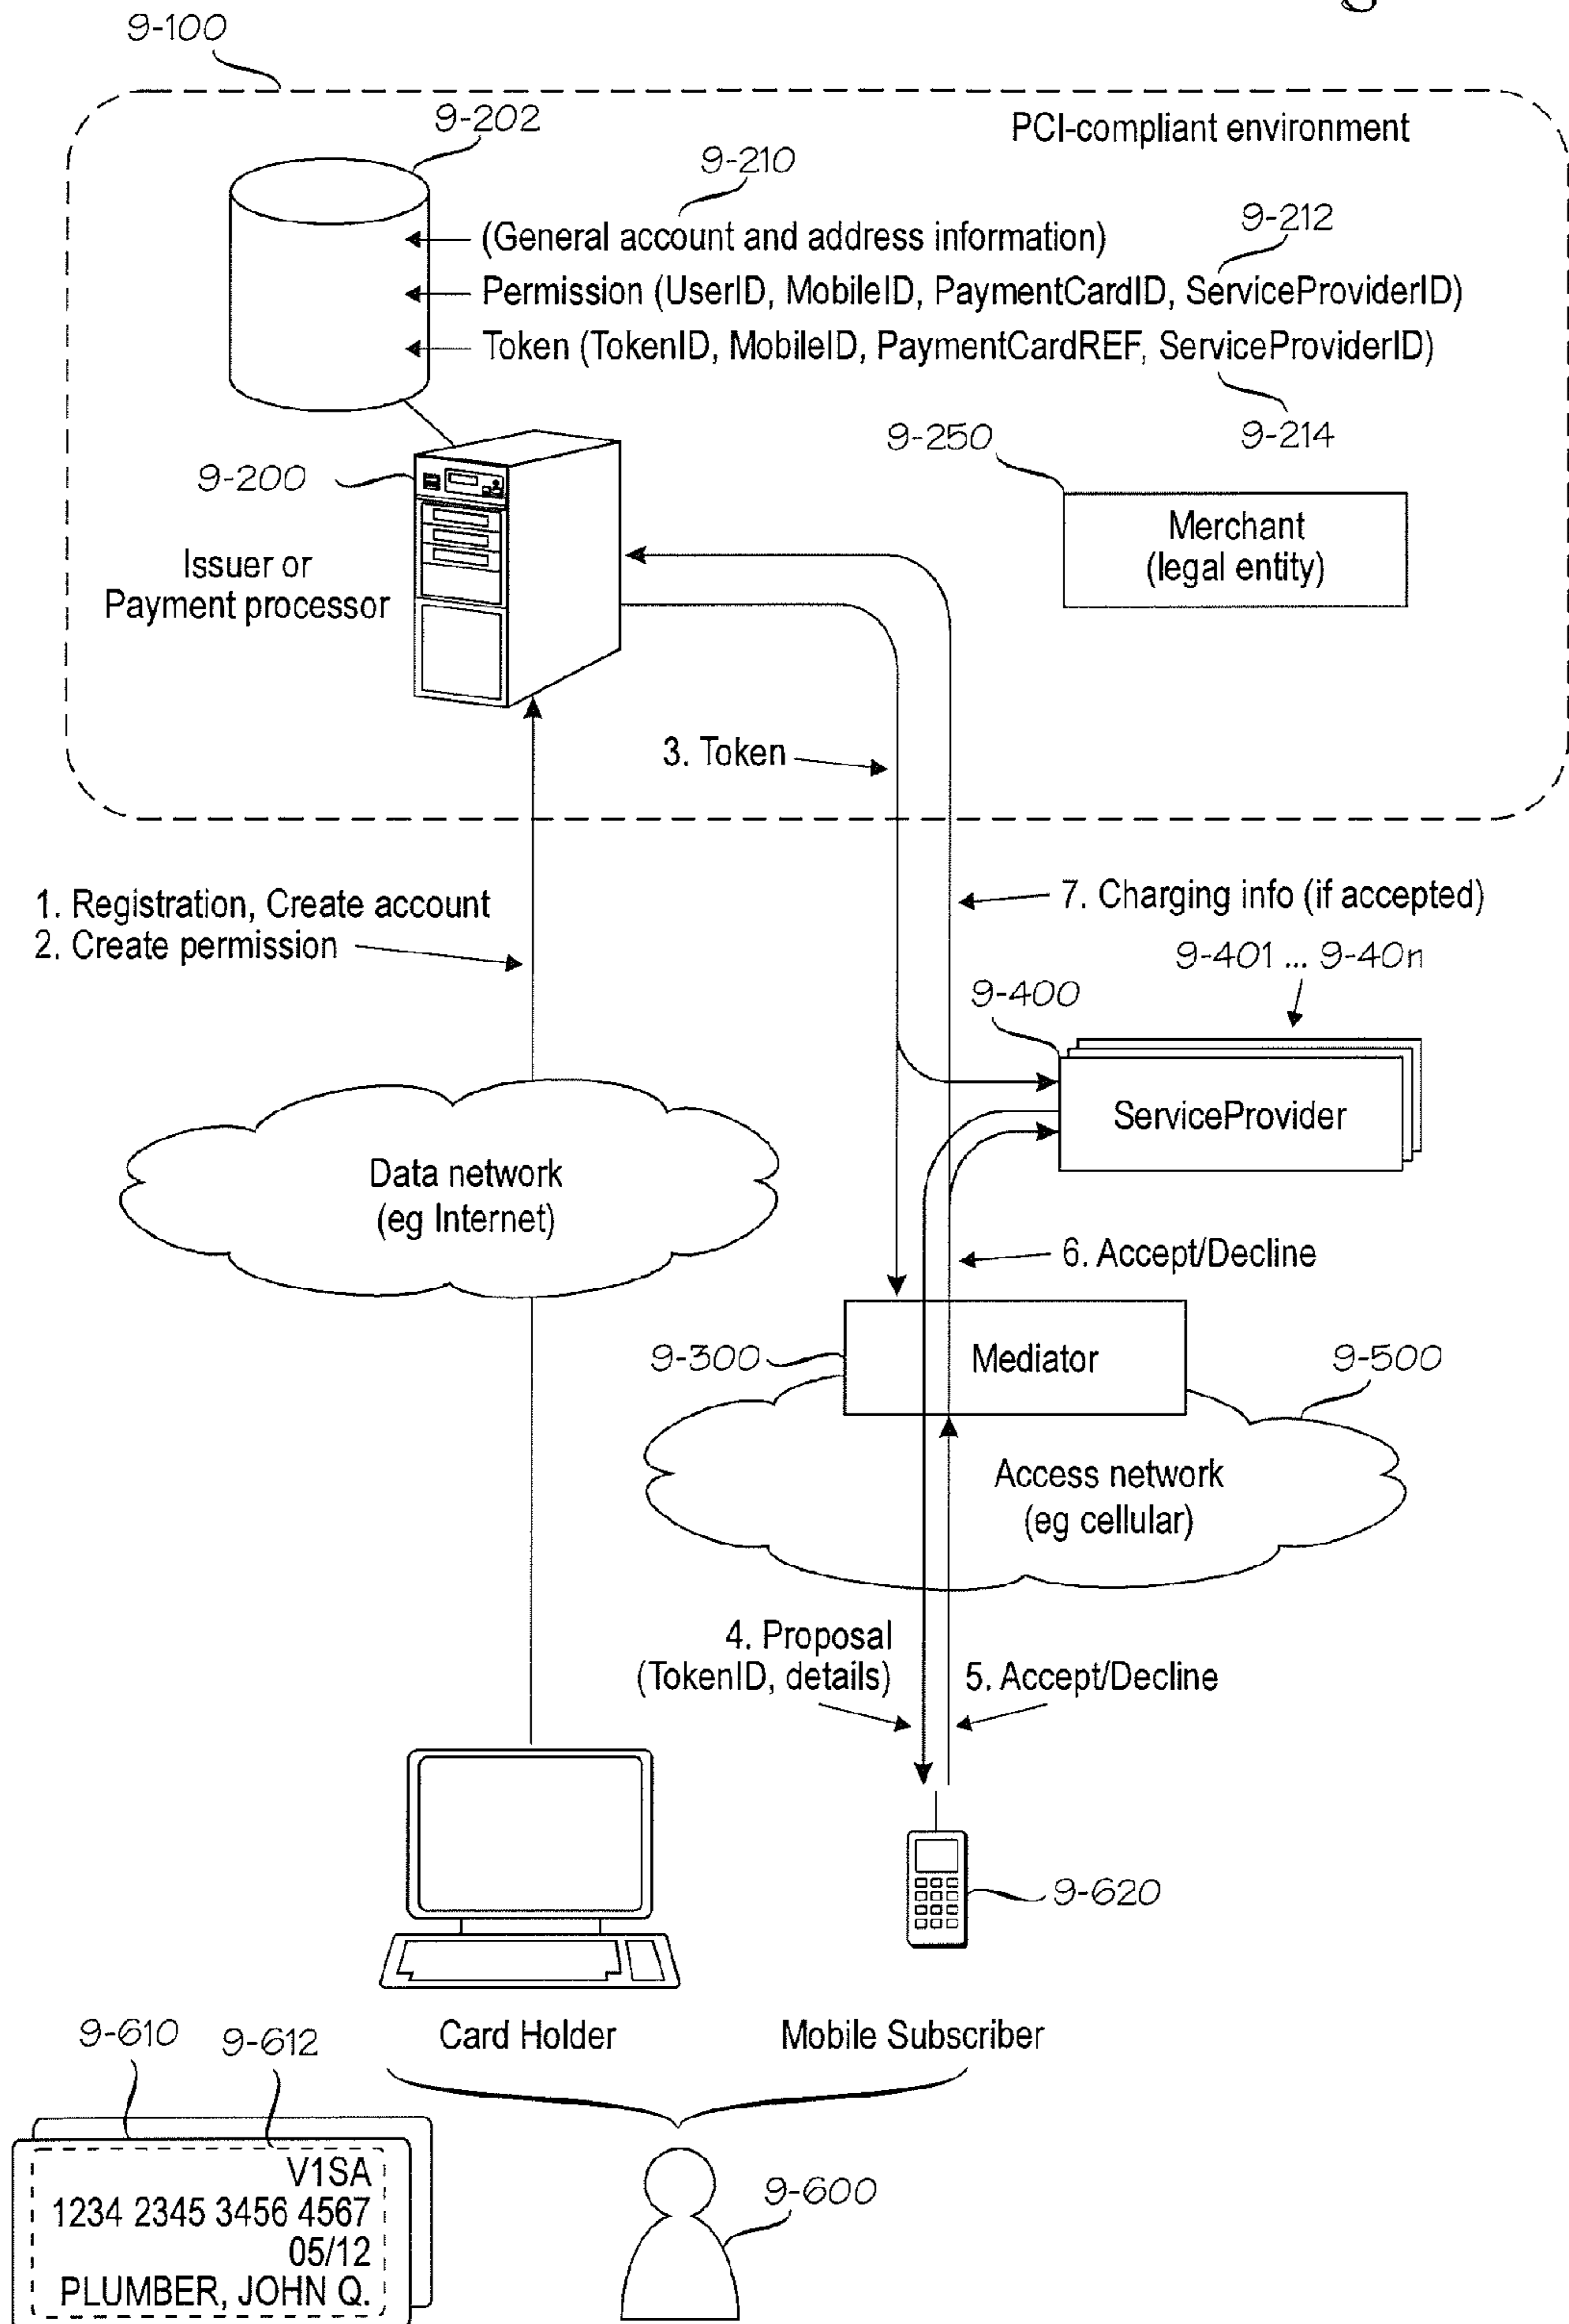 9-100
9-202
PCI-compliant environment
9-210
(General account and address information)
9-212
Permission (UserID, MobileID, PaymentCardID, ServiceProviderID)
Token (TokenID, MobileID, PaymentCardREF, ServiceProviderID)
9-214
9-250
9-200
Merchant
(legal entity)
Issuer or
Payment processor
3. Token
1. Registration, Create account
2. Create permission
7. Charging info (if accepted)
9-401 ... 9-40n
9-400
ServiceProvider
Data network
(eg Internet)
6. Accept/Decline
9-300
Mediator
9-500
Access network
(eg cellular)
4. Proposal
(TokenID, details)
5. Accept/Decline
9-620
Card Holder
Mobile Subscriber
9-610
9-612
V1SA
1234 2345 3456 4567
05/12
PLUMBER, JOHN Q.
9-600